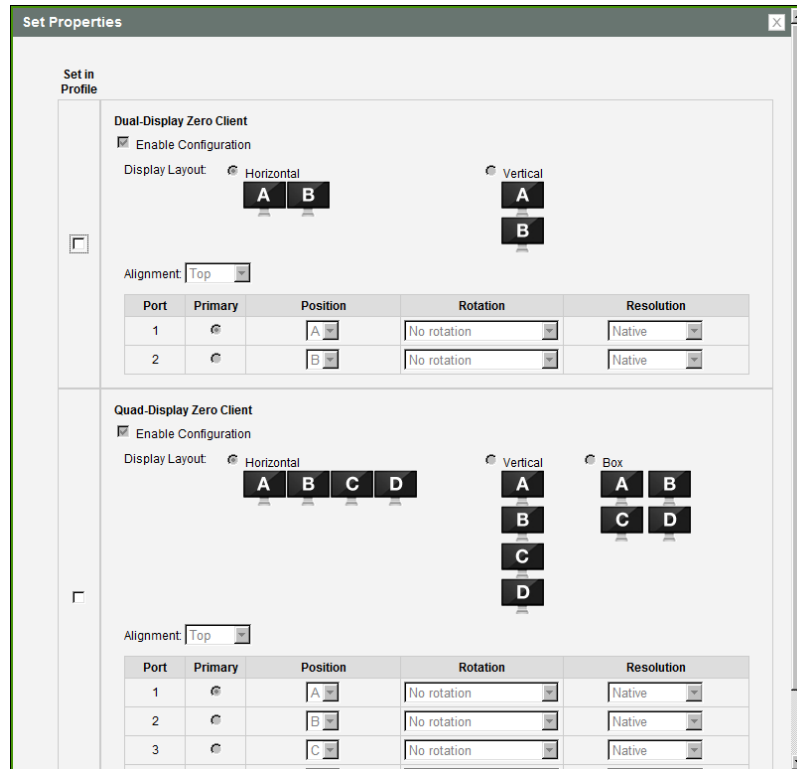 Set Properties X
Set in
Profile
Dual-Display Zero Client
Enable Configuration
Display Layout: Horizontal Vertical
A B A
B
Alignment: Top
Port Primary Position Rotation Resolution
1 A No rotation Native
2 B No rotation Native
Quad-Display Zero Client
Enable Configuration
Display Layout: Horizontal Vertical Box
A B C D A A B
B C D
C
D
Alignment: Top
Port Primary Position Rotation Resolution
1 A No rotation Native
2 B No rotation Native
3 C No rotation Native